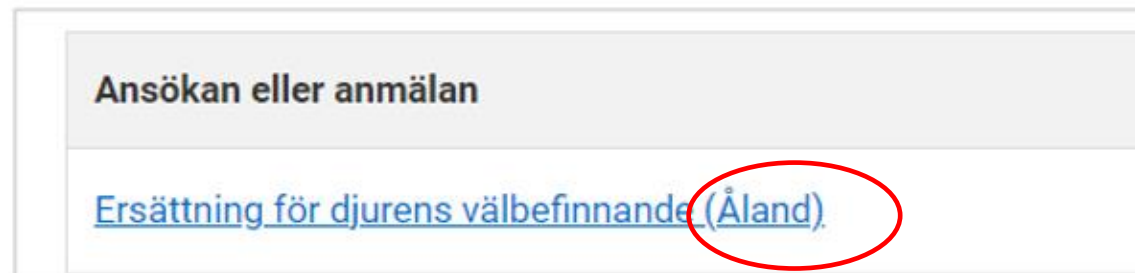 Ansökan eller anmälan
Ersättning för djurens välbefinnande (Åland)